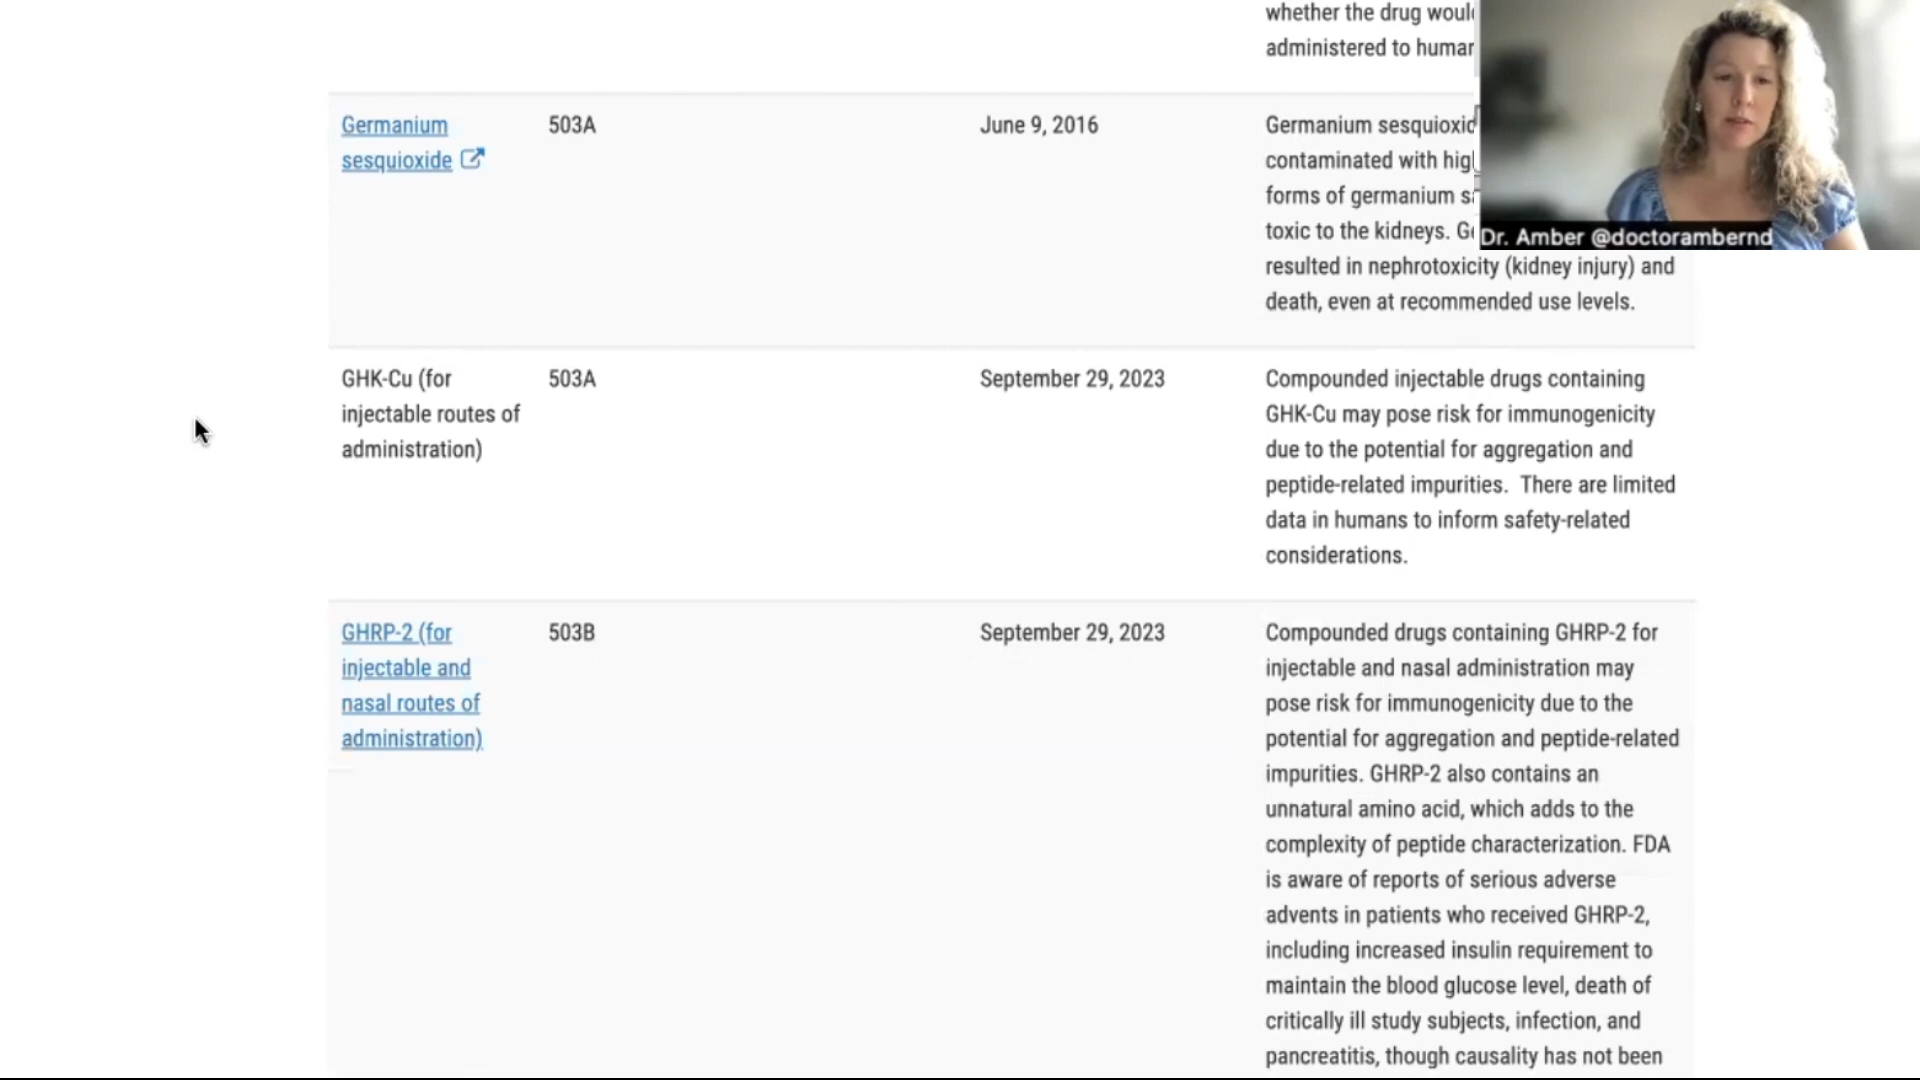 whether the drug would
administered to human
Germanium
sesquioxide
503A
June 9, 2016
Germanium sesquioxid
contaminated with hig
forms of germanium s
toxic to the kidneys. G
resulted in nephrotoxicity (kidney injury) and
death, even at recommended use levels.
Dr. Amber @doctorambernd
GHK-Cu (for
injectable routes of
administration)
503A
September 29, 2023
Compounded injectable drugs containing
GHK-Cu may pose risk for immunogenicity
due to the potential for aggregation and
peptide-related impurities.  There are limited
data in humans to inform safety-related
considerations.
GHRP-2 (for
injectable and
nasal routes of
administration)
503B
September 29, 2023
Compounded drugs containing GHRP-2 for
injectable and nasal administration may
pose risk for immunogenicity due to the
potential for aggregation and peptide-related
impurities. GHRP-2 also contains an
unnatural amino acid, which adds to the
complexity of peptide characterization. FDA
is aware of reports of serious adverse
advents in patients who received GHRP-2,
including increased insulin requirement to
maintain the blood glucose level, death of
critically ill study subjects, infection, and
pancreatitis, though causality has not been